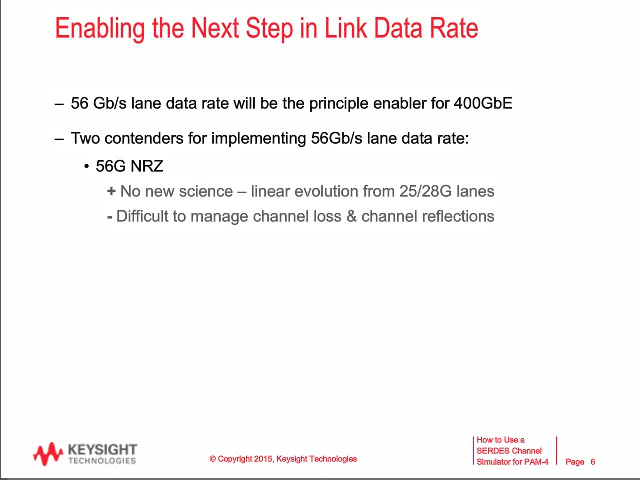 Enabling the Next Step in Link Data Rate
– 56 Gb/s lane data rate will be the principle enabler for 400GbE
– Two contenders for implementing 56Gb/s lane data rate:
• 56G NRZ
+ No new science – linear evolution from 25/28G lanes
- Difficult to manage channel loss & channel reflections
KEYSIGHT
TECHNOLOGIES
© Copyright 2015, Keysight Technologies
How to Use a
SERDES Channel
Simulator for PAM-4
Page 6